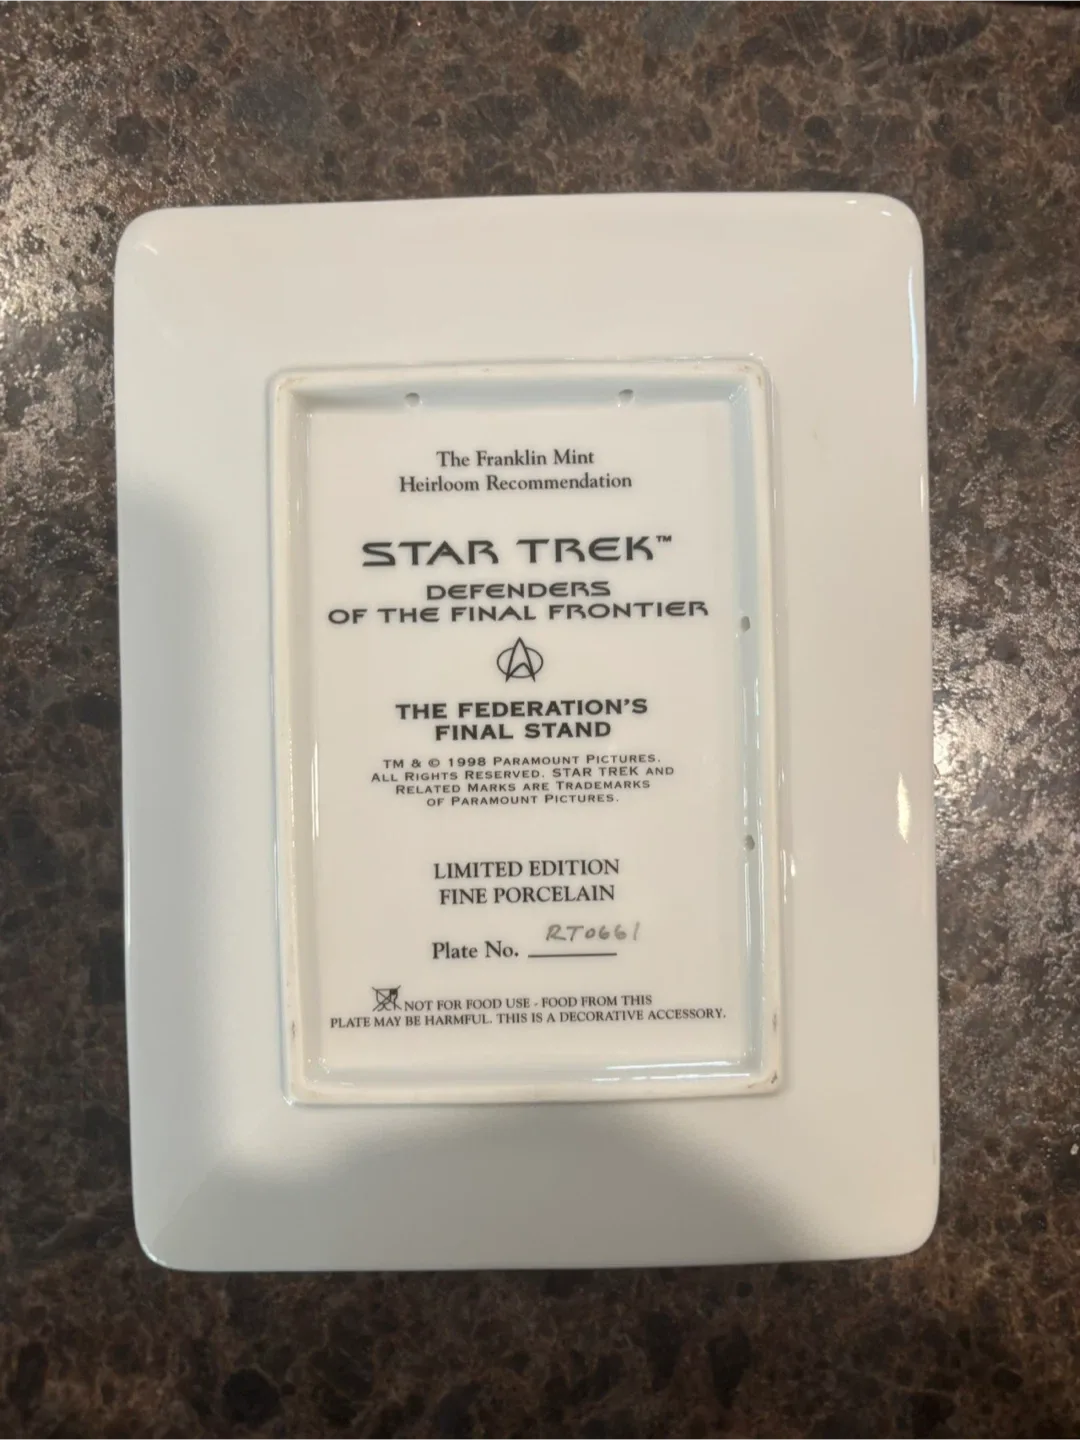 The Franklin Mint
Heirloom Recommendation
STAR TREK™
DEFENDERS
OF THE FINAL FRONTIER
THE FEDERATION'S
FINAL STAND
TM & © 1998 PARAMOUNT PICTURES.
ALL RIGHTS RESERVED. STAR TREK AND
RELATED MARKS ARE TRADEMARKS
OF PARAMOUNT PICTURES.
LIMITED EDITION
FINE PORCELAIN
Plate No. RT0661
NOT FOR FOOD USE - FOOD FROM THIS
PLATE MAY BE HARMFUL. THIS IS A DECORATIVE ACCESSORY.